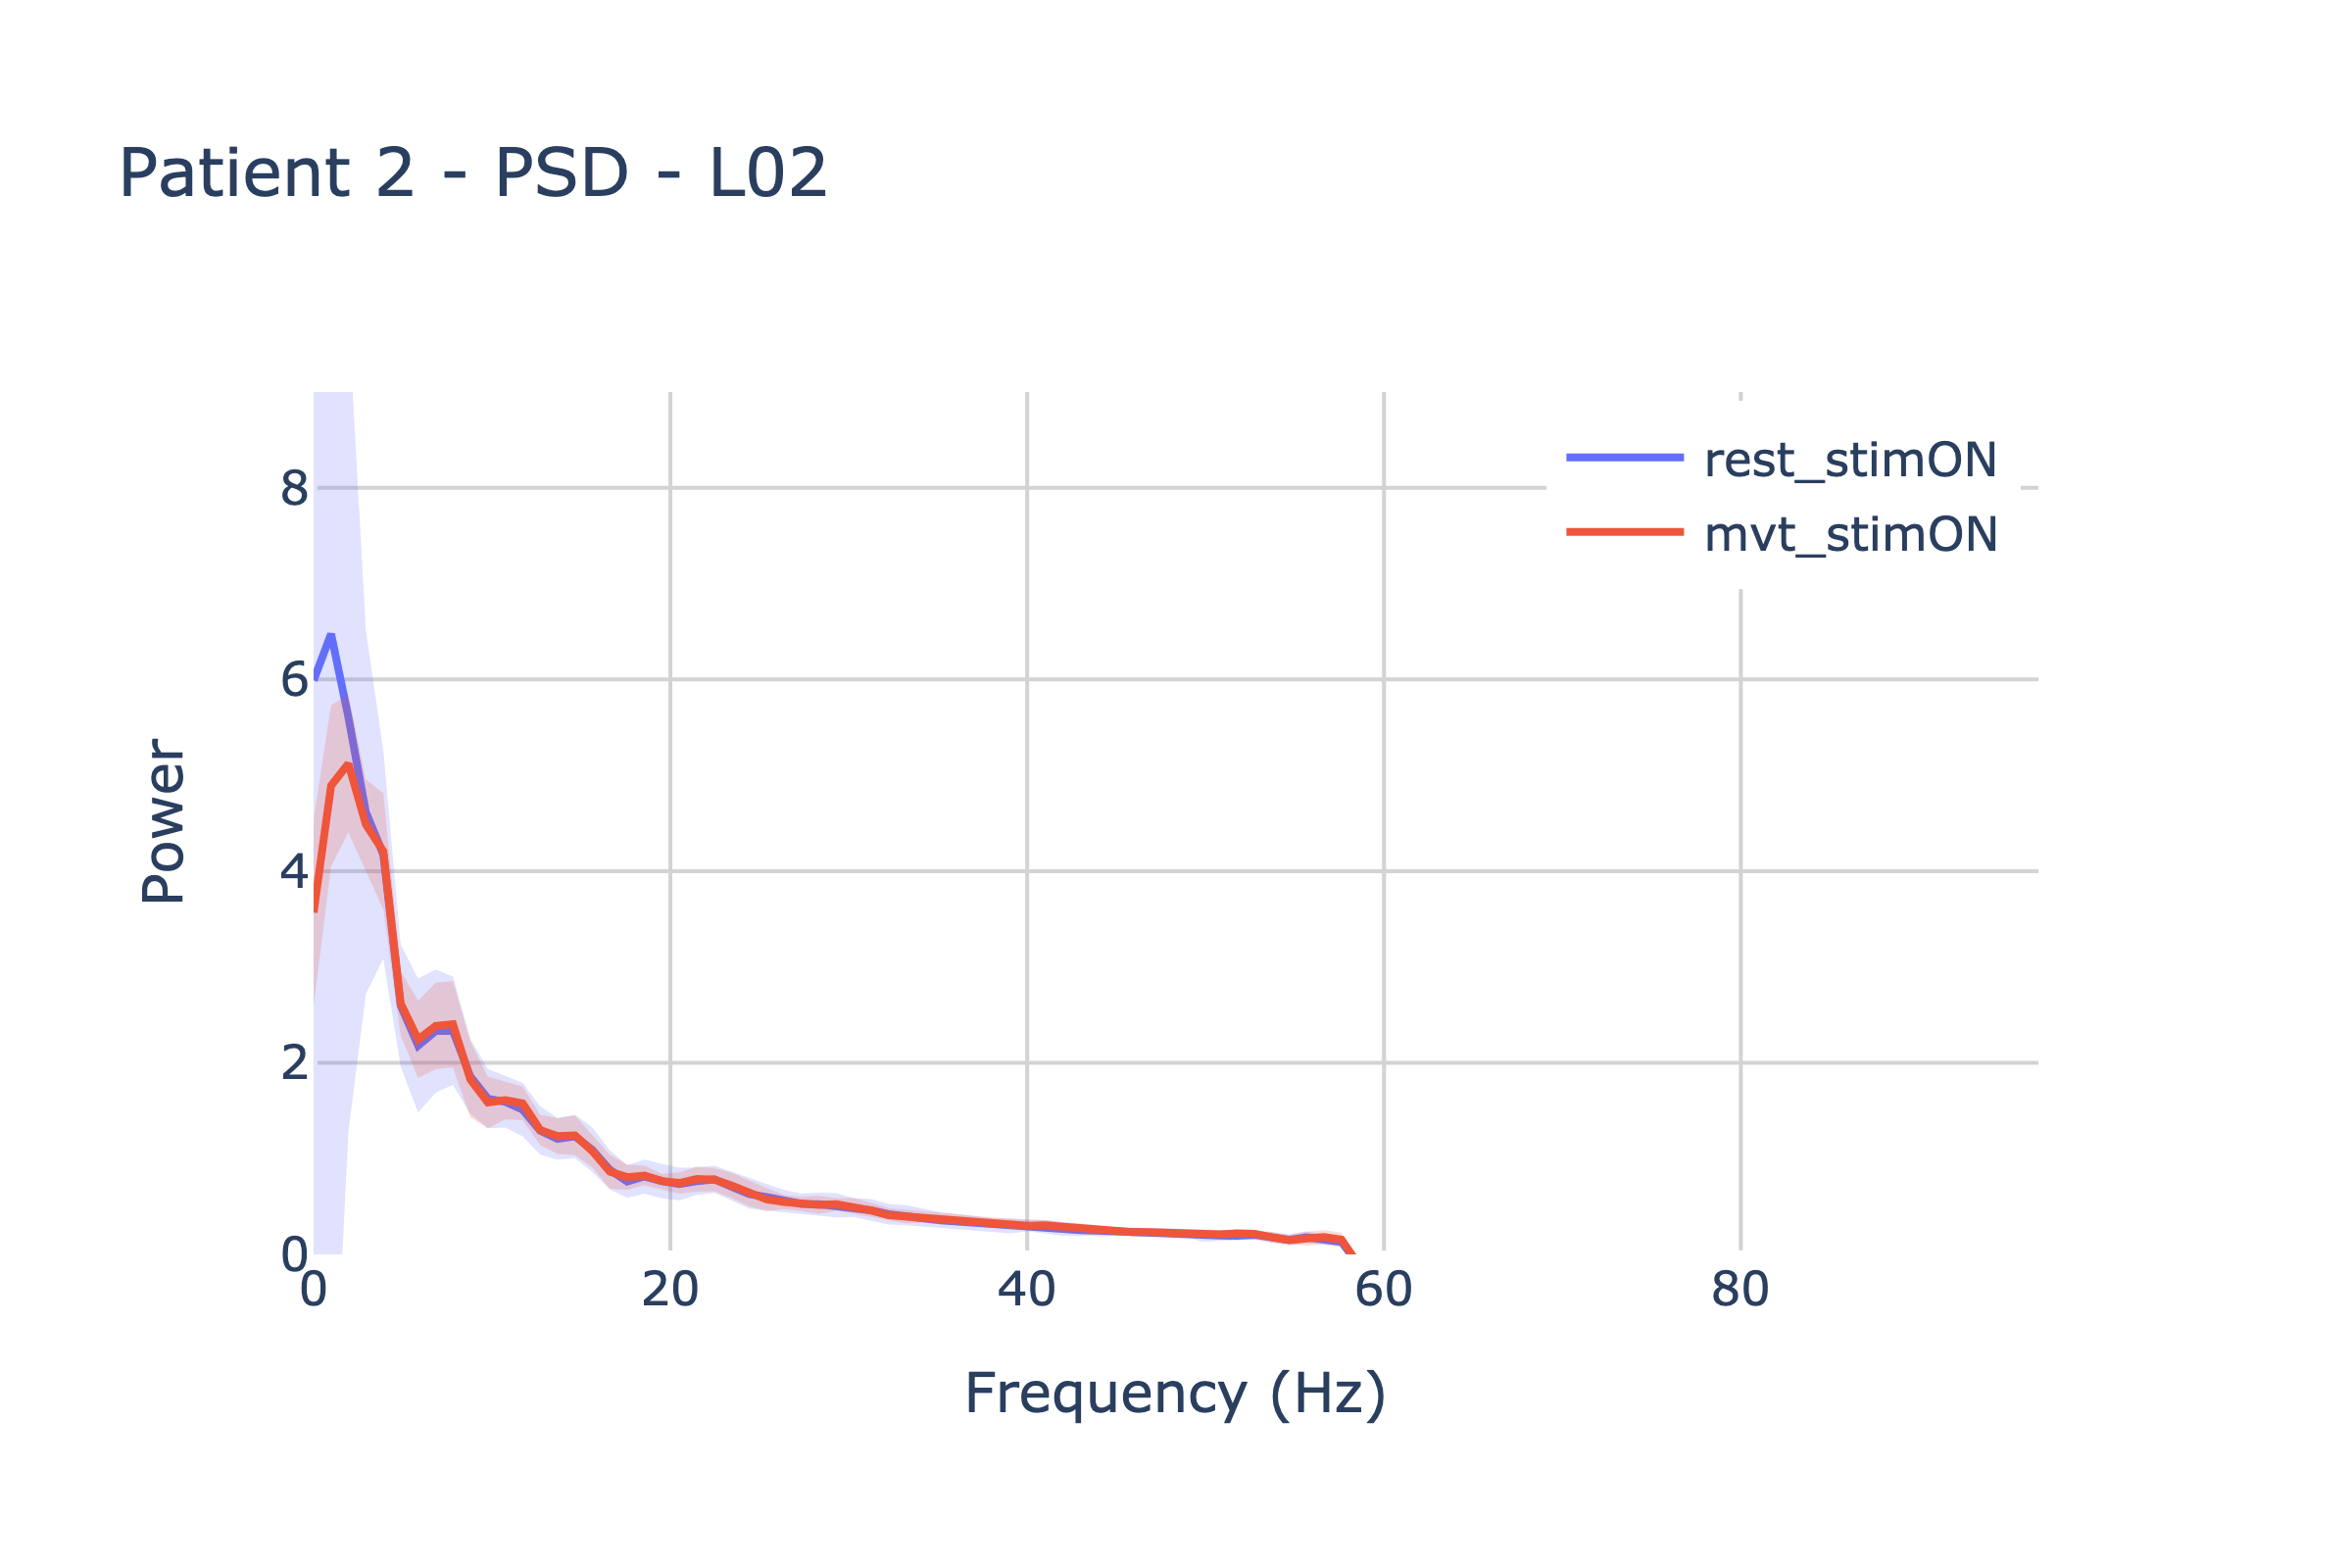 Patient 2 - PSD - L02
rest_stimON
mvt_stimON
8
6
4
2
0
Power
0 20 40 60 80
Frequency (Hz)